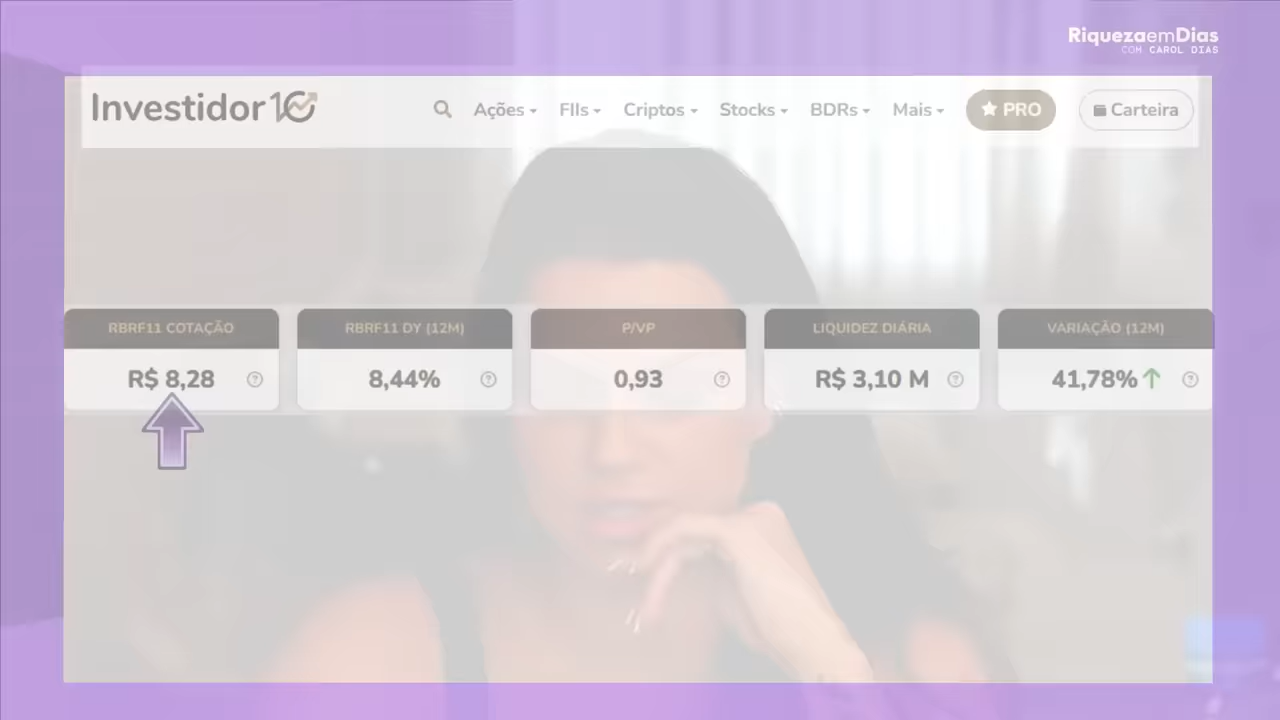 RiquezaemDias
COM CAROL DIAS
Investidor10
Ações FIIs Criptos Stocks BDRs Mais PRO Carteira
RBRF11 COTAÇÃO RBRF11 DY (12M) P/VP LIQUIDEZ DIÁRIA VARIAÇÃO (12M)
R$ 8,28 ? 8,44% ? 0,93 ? R$ 3,10 M ? 41,78% ?